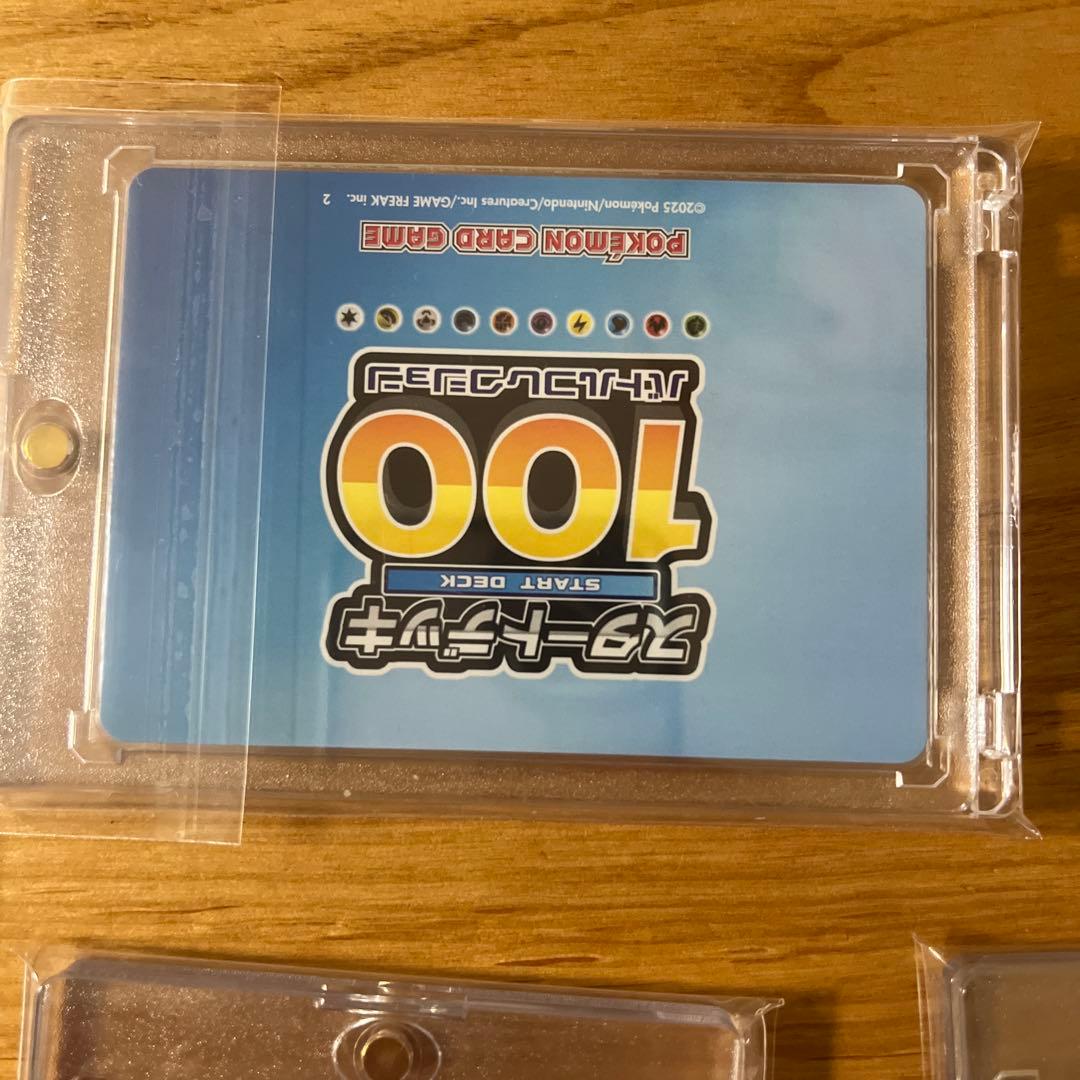 スタートデッキ
START DECK
100
バトルコレクション
POKÉMON CARD GAME
©2025 Pokémon/Nintendo/Creatures Inc./GAME FREAK inc. 2